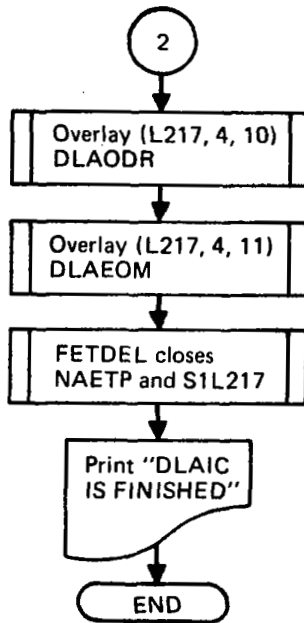 2
Overlay (L217, 4, 10)
DLAODR
Overlay (L217, 4, 11)
DLAEOM
FETDEL closes
NAETP and S1L217
Print "DLAIC
IS FINISHED"
END